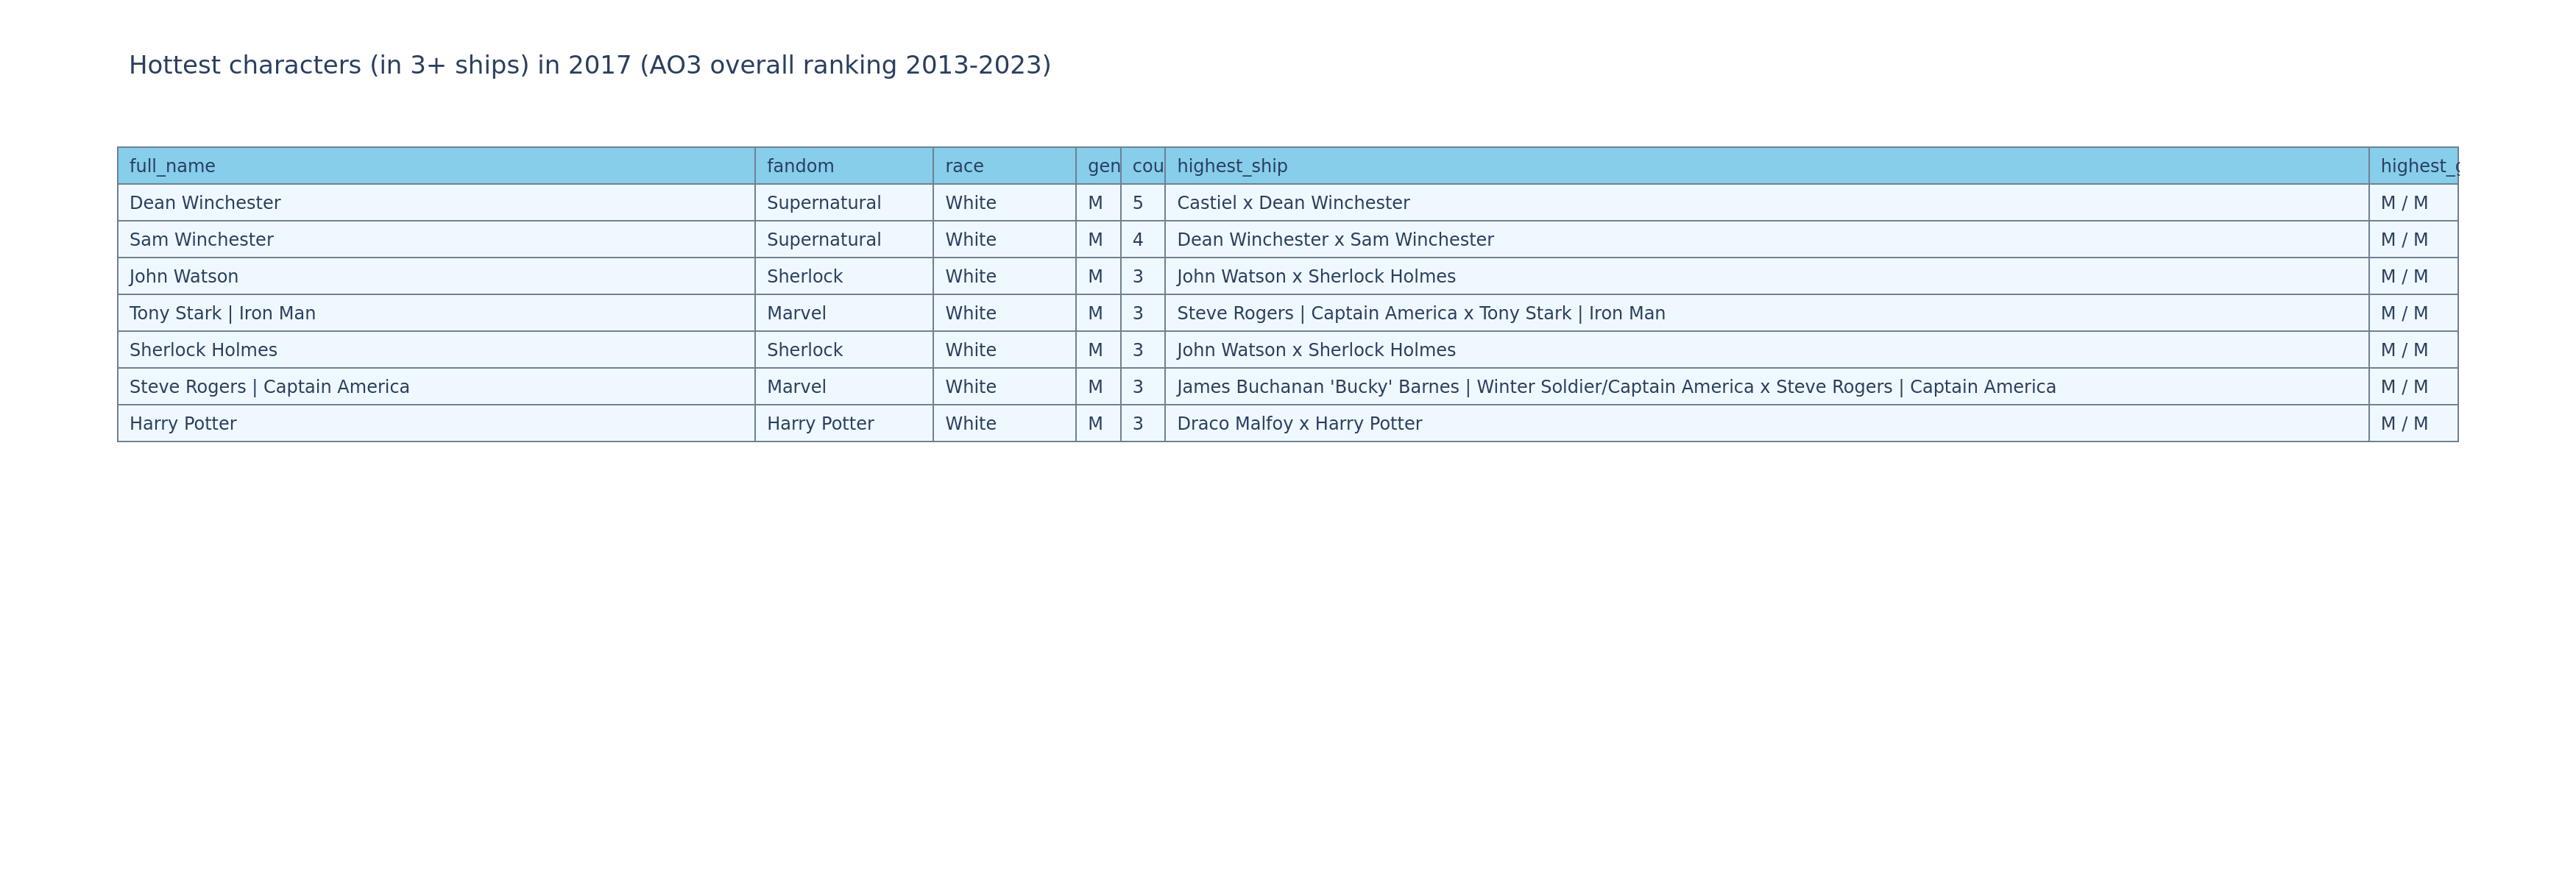 Hottest characters (in 3+ ships) in 2017 (AO3 overall ranking 2013-2023)
full_name fandom race gen cou highest_ship highest_g
Dean Winchester Supernatural White M 5 Castiel x Dean Winchester M / M
Sam Winchester Supernatural White M 4 Dean Winchester x Sam Winchester M / M
John Watson Sherlock White M 3 John Watson x Sherlock Holmes M / M
Tony Stark | Iron Man Marvel White M 3 Steve Rogers | Captain America x Tony Stark | Iron Man M / M
Sherlock Holmes Sherlock White M 3 John Watson x Sherlock Holmes M / M
Steve Rogers | Captain America Marvel White M 3 James Buchanan 'Bucky' Barnes | Winter Soldier/Captain America x Steve Rogers | Captain America M / M
Harry Potter Harry Potter White M 3 Draco Malfoy x Harry Potter M / M